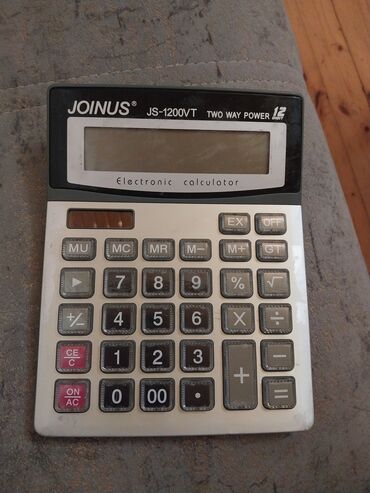 JOINUS® JS-1200VT TWO WAY POWER 12
Electronic calculator
EX OFF
MU MC MR M− M+ GT
▶ 7 8 9 % √
+/− 4 5 6 X ÷
CE/C 1 2 3 + −
ON/AC 0 00 . =